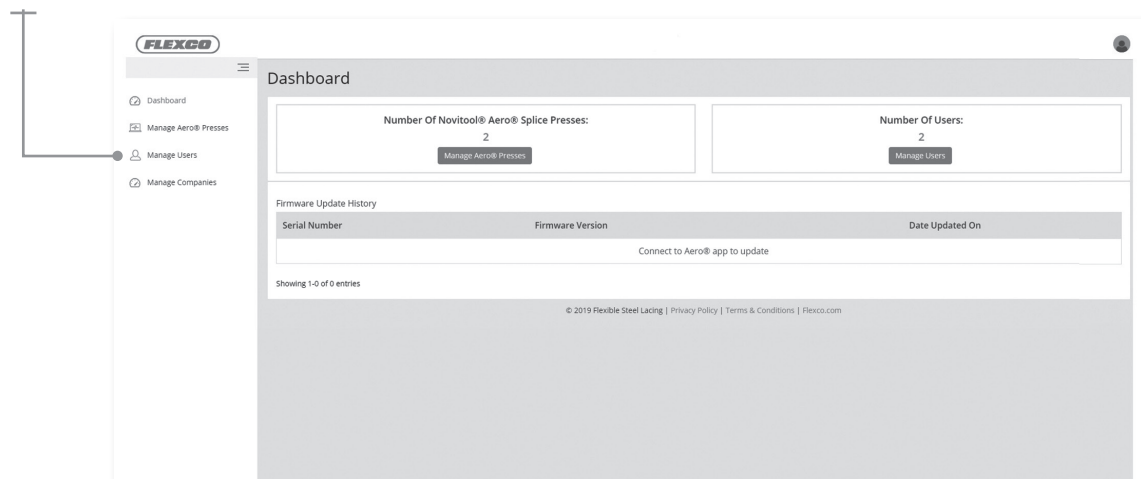 FLEXCO
Dashboard
Dashboard
Manage Aero® Presses
Manage Users
Manage Companies
Number Of Novitool® Aero® Splice Presses:
2
Manage Aero® Presses
Number Of Users:
2
Manage Users
Firmware Update History
Serial Number Firmware Version Date Updated On
Connect to Aero® app to update
Showing 1-0 of 0 entries
© 2019 Flexible Steel Lacing | Privacy Policy | Terms & Conditions | Flexco.com